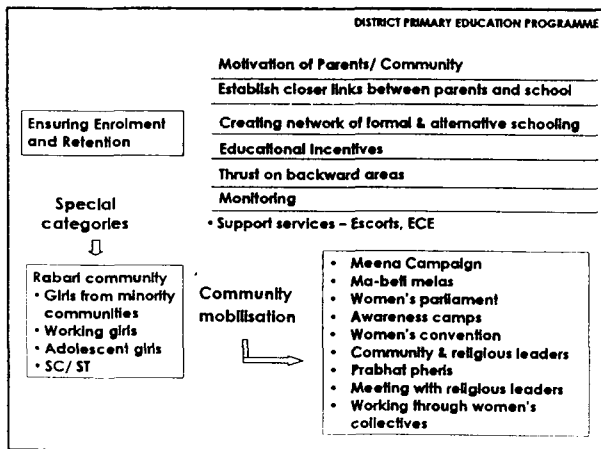 DISTRICT PRIMARY EDUCATION PROGRAMME
Motivation of Parents/ Community
Establish closer links between parents and school
Ensuring Enrolment
and Retention
Creating network of formal & alternative schooling
Educational Incentives
Thrust on backward areas
Monitoring
• Support services – Escorts, ECE
Special
categories
Rabari community
• Girls from minority
communities
• Working girls
• Adolescent girls
• SC/ ST
Community
mobilisation
• Meena Campaign
• Ma-beti melas
• Women's parliament
• Awareness camps
• Women's convention
• Community & religious leaders
• Prabhat pheris
• Meeting with religious leaders
• Working through women's
collectives